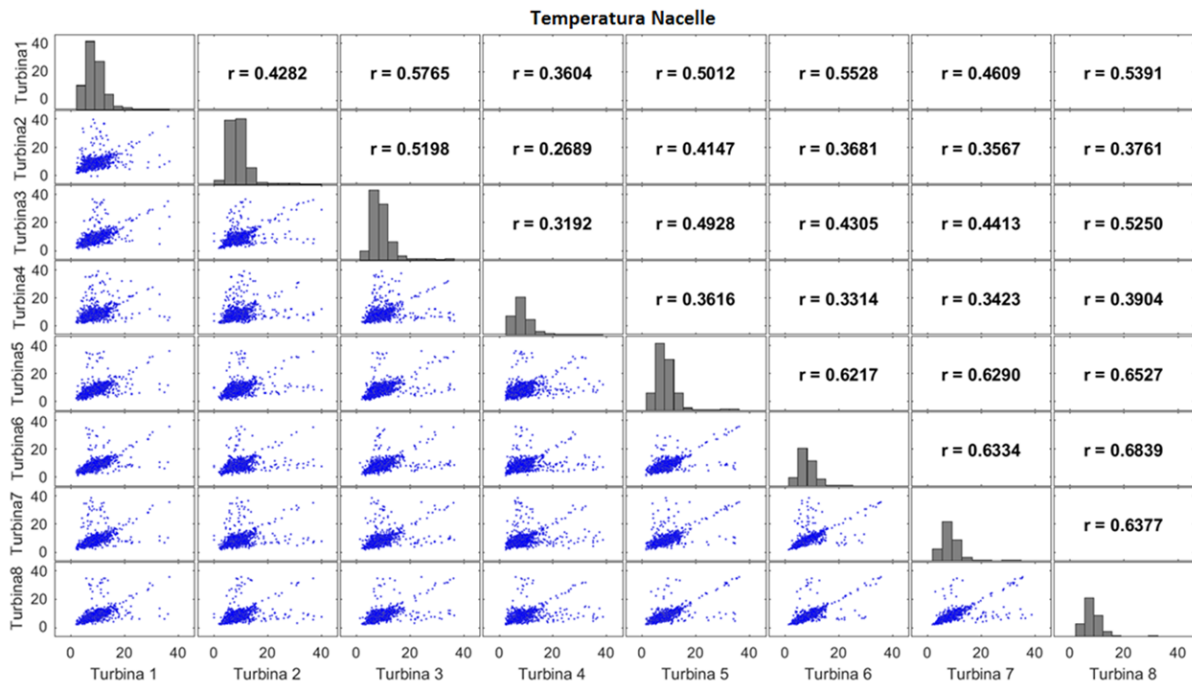 Temperatura Nacelle
Turbina1 40 20 0 r = 0.4282 r = 0.5765 r = 0.3604 r = 0.5012 r = 0.5528 r = 0.4609 r = 0.5391
Turbina2 40 20 0 r = 0.5198 r = 0.2689 r = 0.4147 r = 0.3681 r = 0.3567 r = 0.3761
Turbina3 40 20 0 r = 0.3192 r = 0.4928 r = 0.4305 r = 0.4413 r = 0.5250
Turbina4 40 20 0 r = 0.3616 r = 0.3314 r = 0.3423 r = 0.3904
Turbina5 40 20 0 r = 0.6217 r = 0.6290 r = 0.6527
Turbina6 40 20 0 r = 0.6334 r = 0.6839
Turbina7 40 20 0 r = 0.6377
Turbina8 40 20 0
0 20 40 0 20 40 0 20 40 0 20 40 0 20 40 0 20 40 0 20 40 0 20 40
Turbina 1 Turbina 2 Turbina 3 Turbina 4 Turbina 5 Turbina 6 Turbina 7 Turbina 8